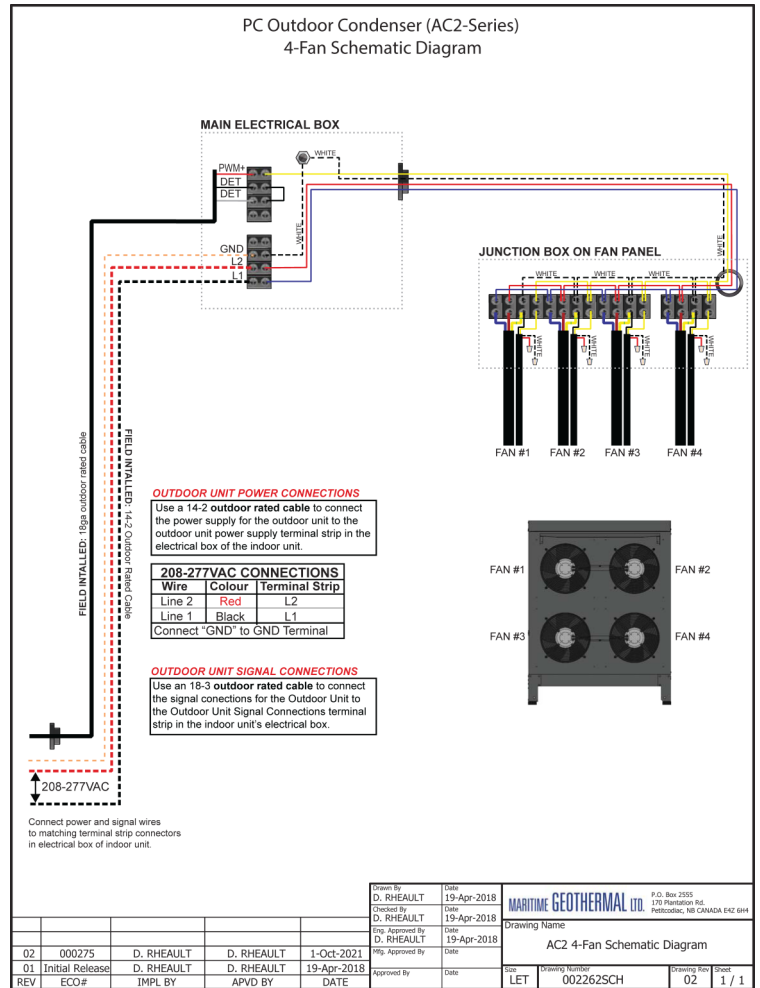 PC Outdoor Condenser (AC2-Series)
4-Fan Schematic Diagram
MAIN ELECTRICAL BOX
WHITE
PWM+
DET
DET
WHITE
GND
L2
L1
WHITE
JUNCTION BOX ON FAN PANEL
WHITE
WHITE
WHITE
WHITE
WHITE
WHITE
WHITE
FAN #1
FAN #2
FAN #3
FAN #4
FIELD INTALLED: 18ga outdoor rated cable
FIELD INTALLED: 14-2 Outdoor Rated Cable
OUTDOOR UNIT POWER CONNECTIONS
Use a 14-2 outdoor rated cable to connect
the power supply for the outdoor unit to the
outdoor unit power supply terminal strip in the
electrical box of the indoor unit.
208-277VAC CONNECTIONS
Wire Colour Terminal Strip
Line 2 Red L2
Line 1 Black L1
Connect “GND” to GND Terminal
OUTDOOR UNIT SIGNAL CONNECTIONS
Use an 18-3 outdoor rated cable to connect
the signal conections for the Outdoor Unit to
the Outdoor Unit Signal Connections terminal
strip in the indoor unit's electrical box.
FAN #1
FAN #2
FAN #3
FAN #4
208-277VAC
Connect power and signal wires
to matching terminal strip connectors
in electrical box of indoor unit.
Drawn By
D. RHEAULT
Date
19-Apr-2018
Checked By
D. RHEAULT
Date
19-Apr-2018
Eng. Approved By
D. RHEAULT
Date
19-Apr-2018
Mfg. Approved By
Date
Approved By
Date
MARITIME GEOTHERMAL LTD.
P.O. Box 2555
170 Plantation Rd.
Petitcodiac, NB CANADA E4Z 6H4
Drawing Name
AC2 4-Fan Schematic Diagram
Size
LET
Drawing Number
002262SCH
Drawing Rev
02
Sheet
1 / 1
02 000275 D. RHEAULT D. RHEAULT 1-Oct-2021
01 Initial Release D. RHEAULT D. RHEAULT 19-Apr-2018
REV ECO# IMPL BY APVD BY DATE